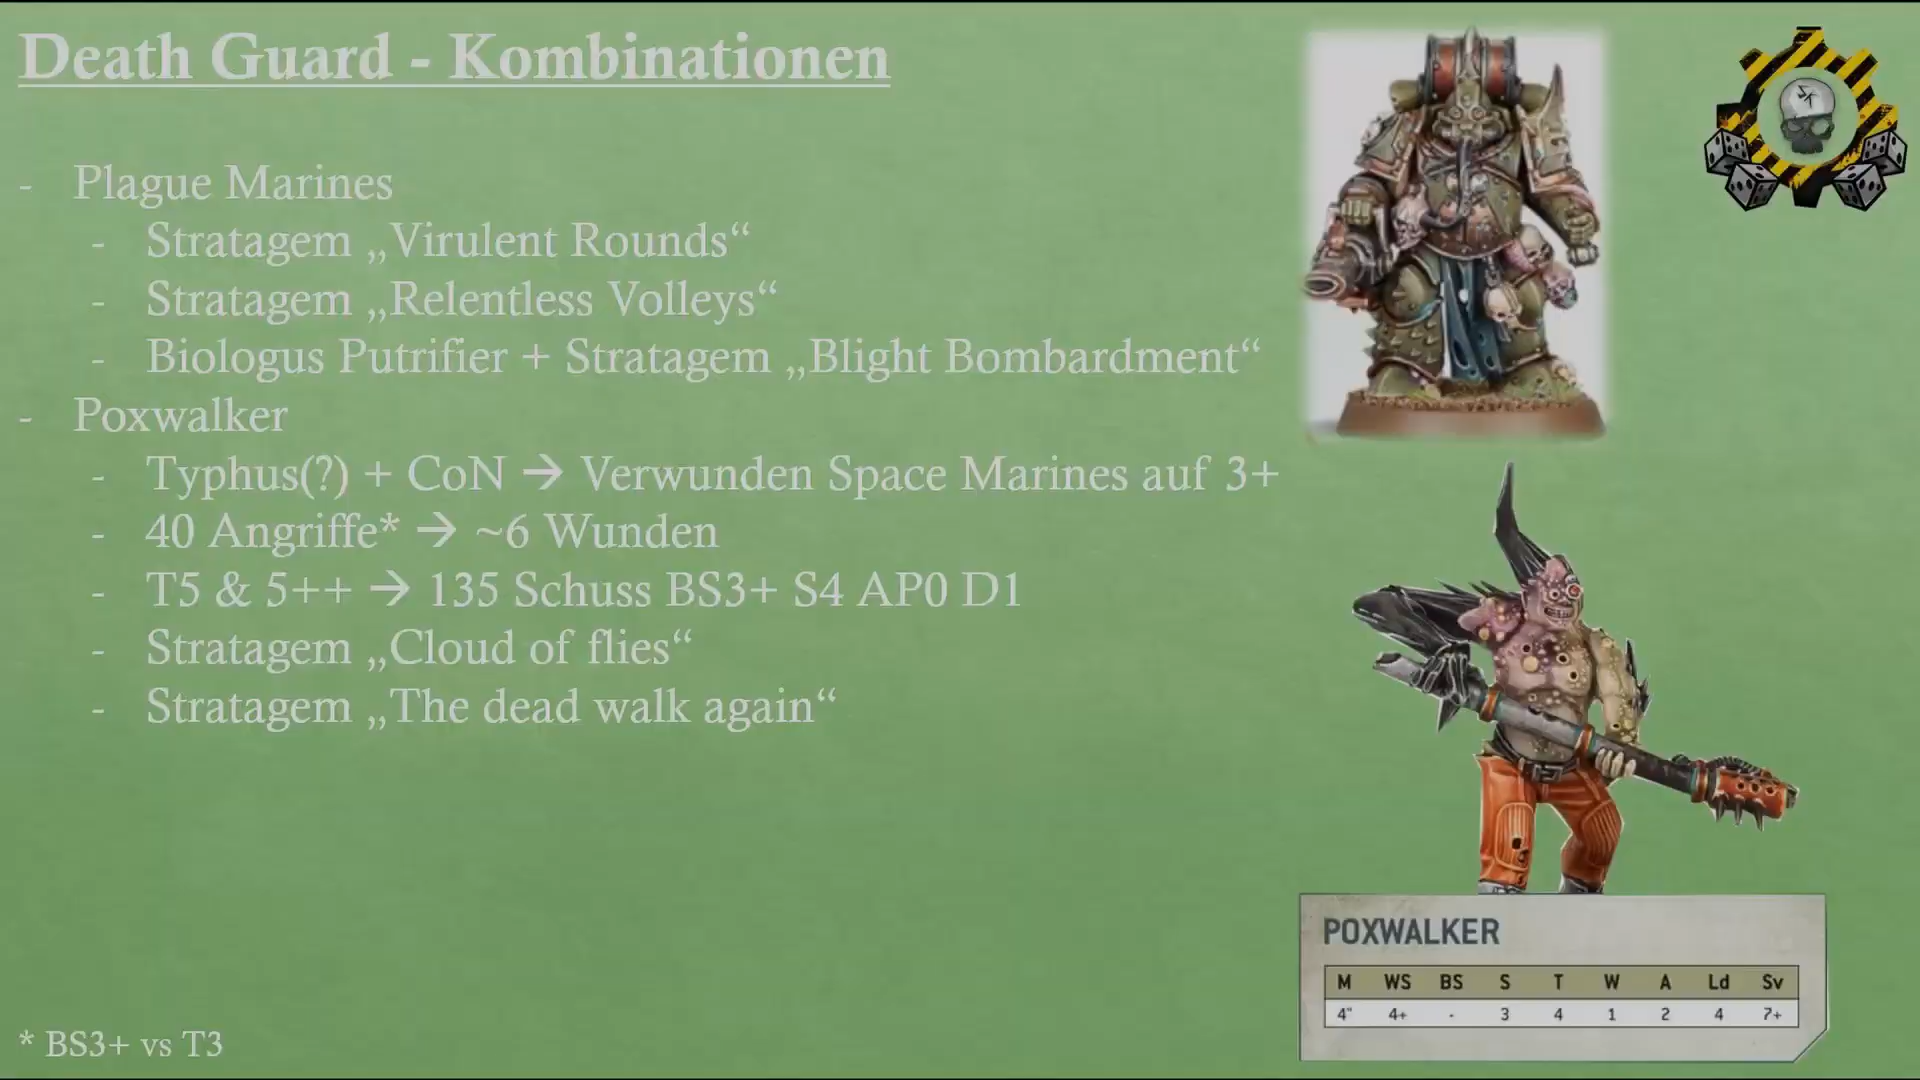 Death Guard - Kombinationen
- Plague Marines
- Stratagem „Virulent Rounds“
- Stratagem „Relentless Volleys“
- Biologus Putrifier + Stratagem „Blight Bombardment“
- Poxwalker
- Typhus(?) + CoN → Verwunden Space Marines auf 3+
- 40 Angriffe* → ~6 Wunden
- T5 & 5++ → 135 Schuss BS3+ S4 AP0 D1
- Stratagem „Cloud of flies“
- Stratagem „The dead walk again“
POXWALKER
M WS BS S T W A Ld Sv
4" 4+ - 3 4 1 2 4 7+
* BS3+ vs T3